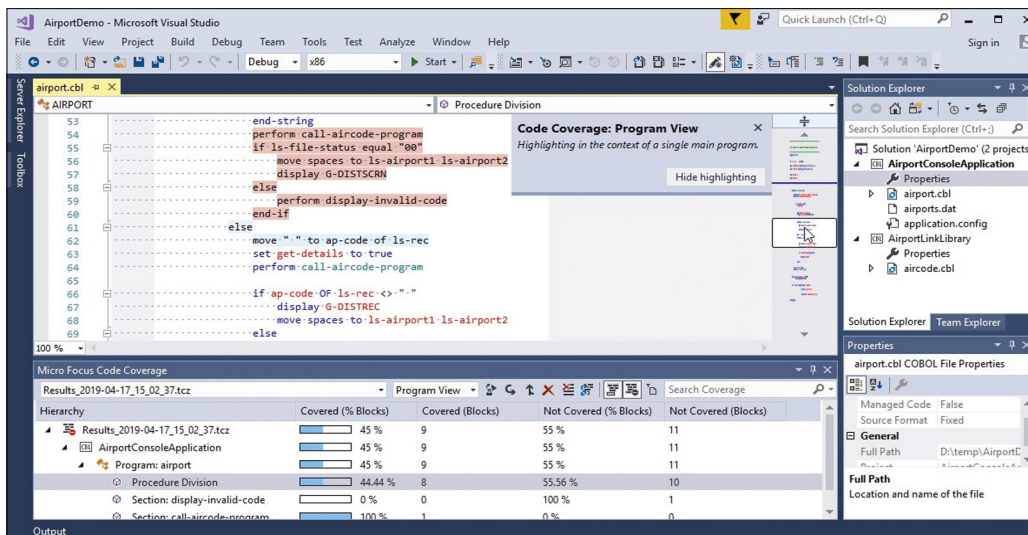 AirportDemo - Microsoft Visual Studio
Quick Launch (Ctrl+Q)
File Edit View Project Build Debug Team Tools Test Analyze Window Help
Sign in
Debug x86 Start
Server Explorer
Toolbox
airport.cbl
AIRPORT
Procedure Division
53 end-string
54 perform call-aircode-program
55 if ls-file-status equal "00"
56 move spaces to ls-airport1 ls-airport2
57 display G-DISTSCRN
58 else
59 perform display-invalid-code
60 end-if
61 else
62 move " " to ap-code of ls-rec
63 set get-details to true
64 perform call-aircode-program
65
66 if ap-code OF ls-rec <> " "
67 display G-DISTREC
68 move spaces to ls-airport1 ls-airport2
69 else
100 %
Code Coverage: Program View
Highlighting in the context of a single main program.
Hide highlighting
Solution Explorer
Search Solution Explorer (Ctrl+;)
Solution 'AirportDemo' (2 projects
AirportConsoleApplication
Properties
airport.cbl
airports.dat
application.config
AirportLinkLibrary
Properties
aircode.cbl
Solution Explorer Team Explorer
Micro Focus Code Coverage
Results_2019-04-17_15_02_37.tcz
Program View
Search Coverage
Hierarchy Covered (% Blocks) Covered (Blocks) Not Covered (% Blocks) Not Covered (Blocks)
Results_2019-04-17_15_02_37.tcz 45 % 9 55 % 11
AirportConsoleApplication 45 % 9 55 % 11
Program: airport 45 % 9 55 % 11
Procedure Division 44.44 % 8 55.56 % 10
Section: display-invalid-code 0 % 0 100 % 1
Section: call-aircode-program 100 % 1 0 % 0
Output
Properties
airport.cbl COBOL File Properties
Managed Code False
Source Format Fixed
General
Full Path D:\temp\AirportD
Full Path
Location and name of the file